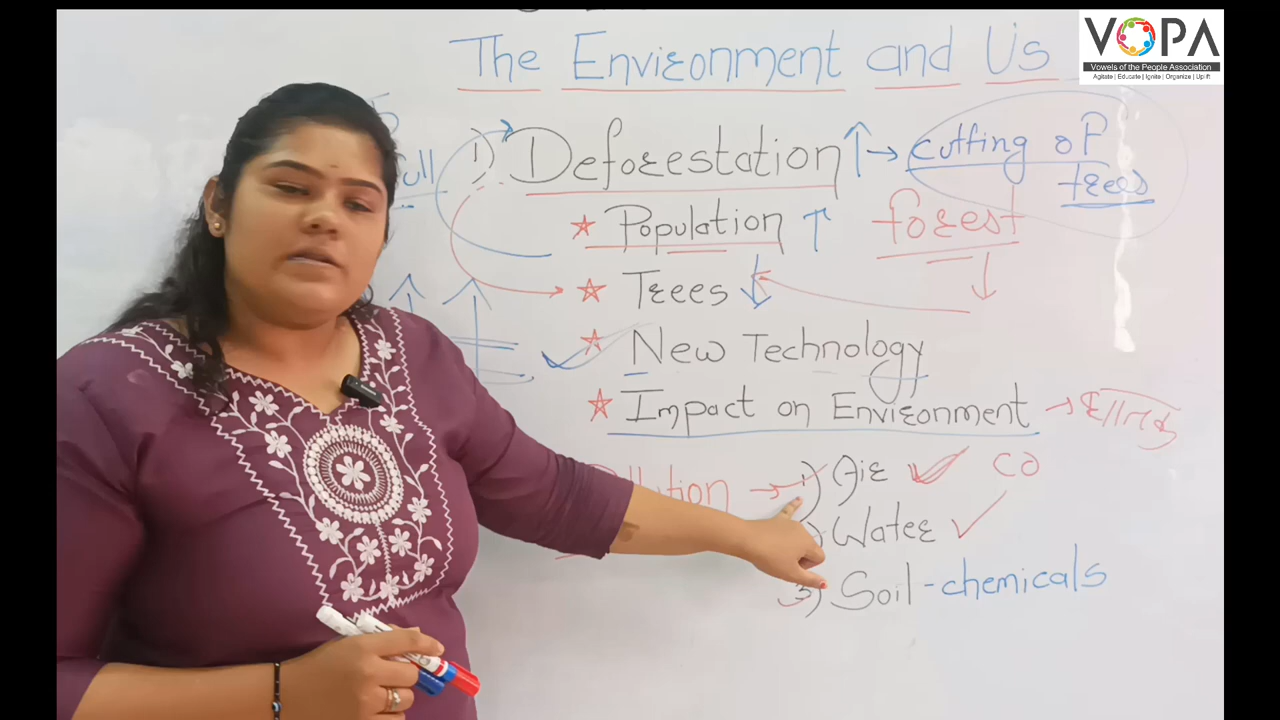 VOPA
Vowels of the People Association
Agitate | Educate | Ignite | Organize | Uplift
The Environment and Us
1) Deforestation ↑ → cutting of trees
★ Population ↑ forest
★ Trees ↓
★ New Technology
★ Impact on Environment →
→ 1) Air ✓ CO
Water ✓
3) Soil - chemicals